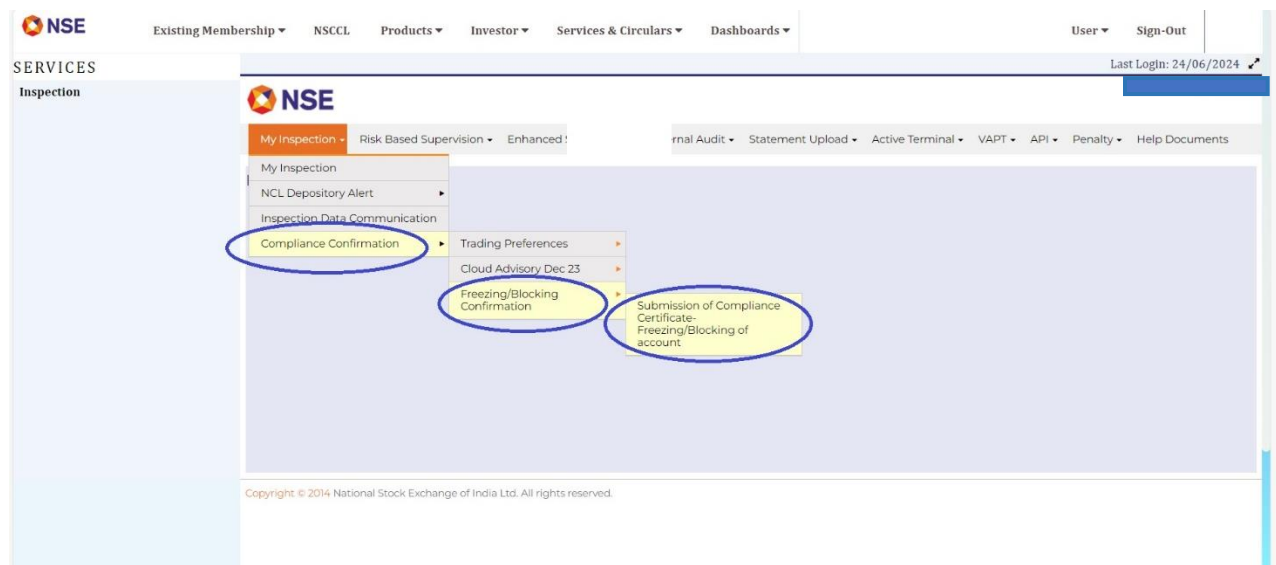 NSE
Existing Membership NSCCL Products Investor Services & Circulars Dashboards User Sign-Out
SERVICES
Last Login: 24/06/2024
Inspection
NSE
My Inspection Risk Based Supervision Enhanced rnal Audit Statement Upload Active Terminal VAPT API Penalty Help Documents
My Inspection
NCL Depository Alert
Inspection Data Communication
Compliance Confirmation
Trading Preferences
Cloud Advisory Dec 23
Freezing/Blocking
Confirmation
Submission of Compliance
Certificate-
Freezing/Blocking of
account
Copyright © 2014 National Stock Exchange of India Ltd. All rights reserved.